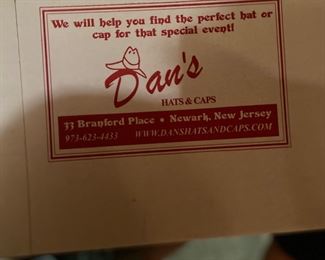 We will help you find the perfect hat or
cap for that special event!
Dan's
HATS & CAPS
33 Branford Place • Newark, New Jersey
973-623-4433 WWW.DANSHATSANDCAPS.COM